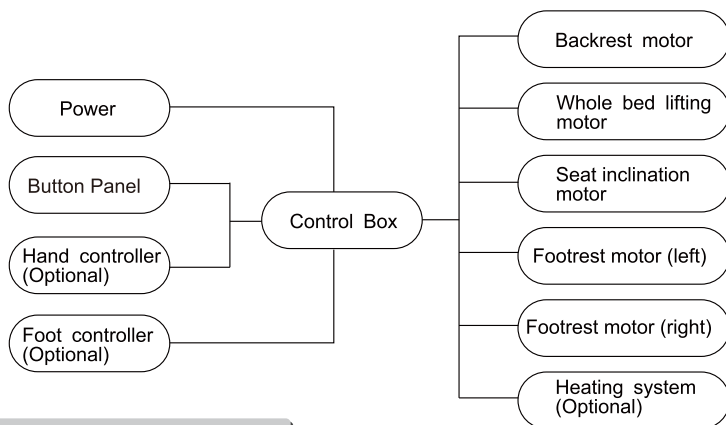 Power
Button Panel
Hand controller
(Optional)
Foot controller
(Optional)
Control Box
Backrest motor
Whole bed lifting
motor
Seat inclination
motor
Footrest motor (left)
Footrest motor (right)
Heating system
(Optional)